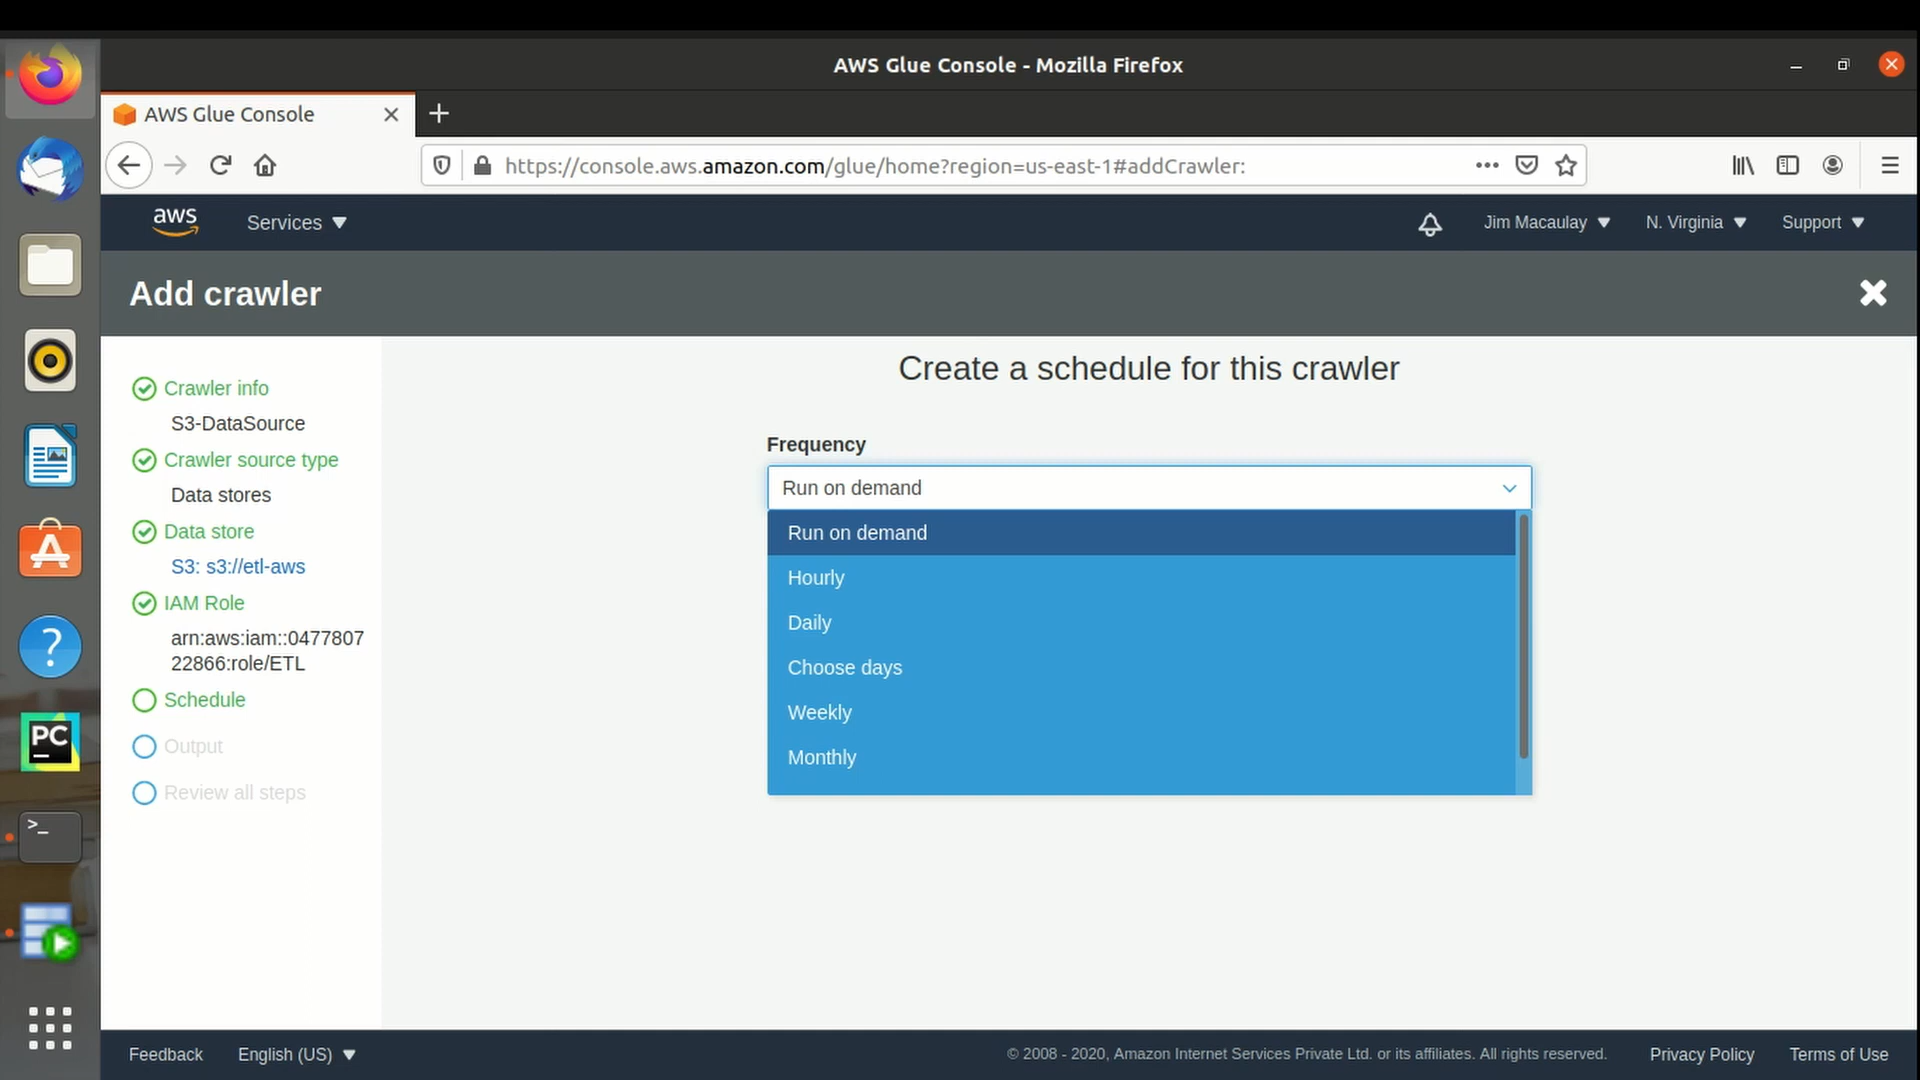 AWS Glue Console - Mozilla Firefox
AWS Glue Console
https://console.aws.amazon.com/glue/home?region=us-east-1#addCrawler:
aws
Services
Jim Macaulay
N. Virginia
Support
Add crawler
Crawler info
S3-DataSource
Crawler source type
Data stores
Data store
S3: s3://etl-aws
IAM Role
arn:aws:iam::0477807
22866:role/ETL
Schedule
Output
Review all steps
Create a schedule for this crawler
Frequency
Run on demand
Run on demand
Hourly
Daily
Choose days
Weekly
Monthly
PC
>_
Feedback
English (US)
© 2008 - 2020, Amazon Internet Services Private Ltd. or its affiliates. All rights reserved.
Privacy Policy
Terms of Use